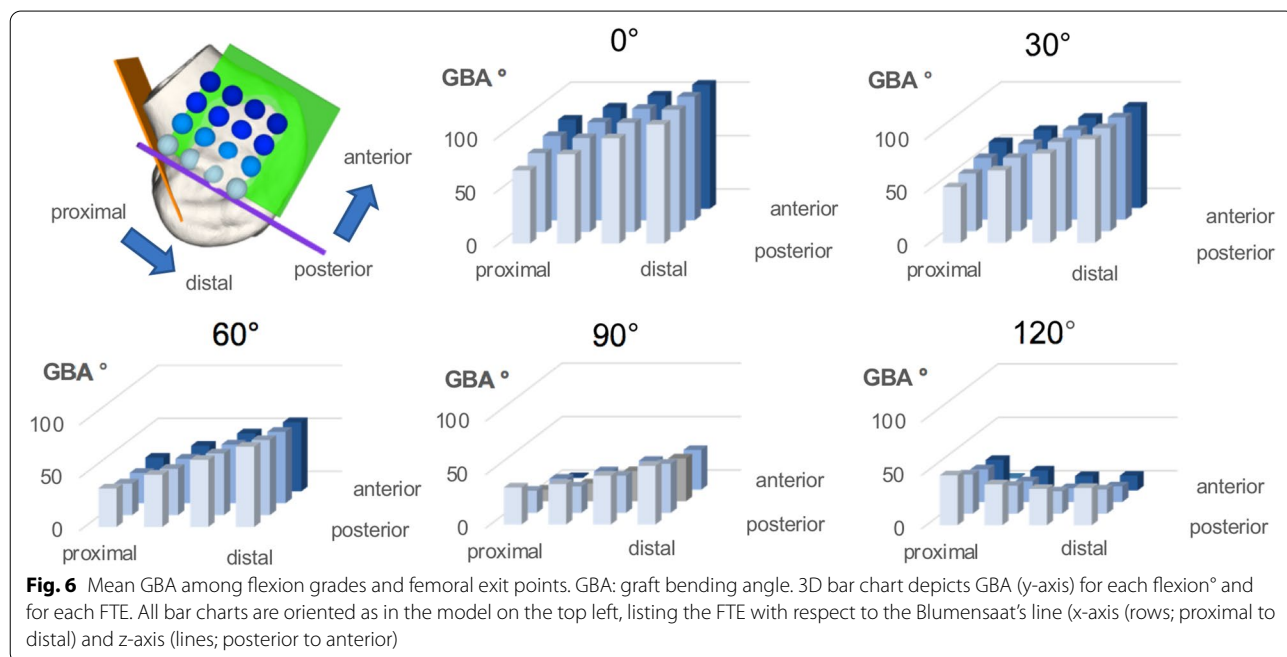 0°
30°
GBA °
100
50
0
proximal
distal
anterior
posterior
GBA °
100
50
0
proximal
distal
anterior
posterior
proximal
distal
anterior
posterior
60°
90°
120°
GBA °
100
50
0
proximal
distal
anterior
posterior
GBA °
100
50
0
proximal
distal
anterior
posterior
GBA °
100
50
0
proximal
distal
anterior
posterior
Fig. 6 Mean GBA among flexion grades and femoral exit points. GBA: graft bending angle. 3D bar chart depicts GBA (y-axis) for each flexion° and
for each FTE. All bar charts are oriented as in the model on the top left, listing the FTE with respect to the Blumensaat’s line (x-axis (rows; proximal to
distal) and z-axis (lines; posterior to anterior)